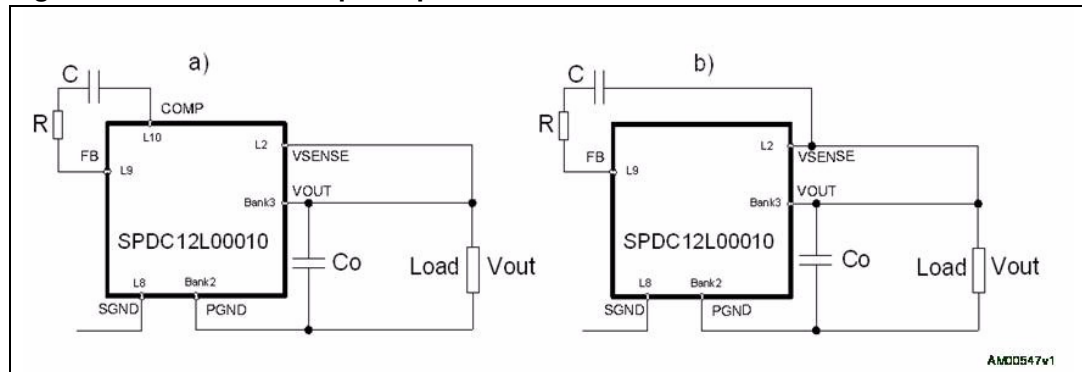 a)
C
COMP
R
L10
FB
L9
L2
VSENSE
VOUT
Bank3
SPDC12L00010
Co
Load
Vout
L8
Bank2
SGND
PGND
b)
C
R
FB
L9
L2
VSENSE
VOUT
Bank3
SPDC12L00010
Co
Load
Vout
L8
Bank2
SGND
PGND
AM00547v1